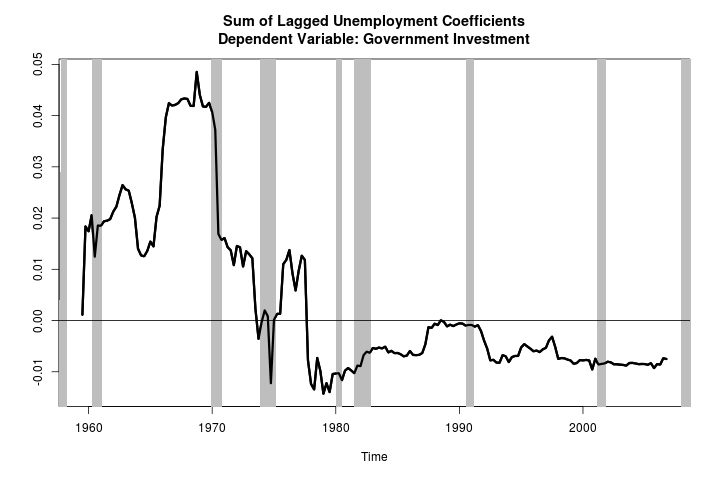 Sum of Lagged Unemployment Coefficients
Dependent Variable: Government Investment
0.05
0.04
0.03
0.02
0.01
0.00
-0.01
1960 1970 1980 1990 2000
Time